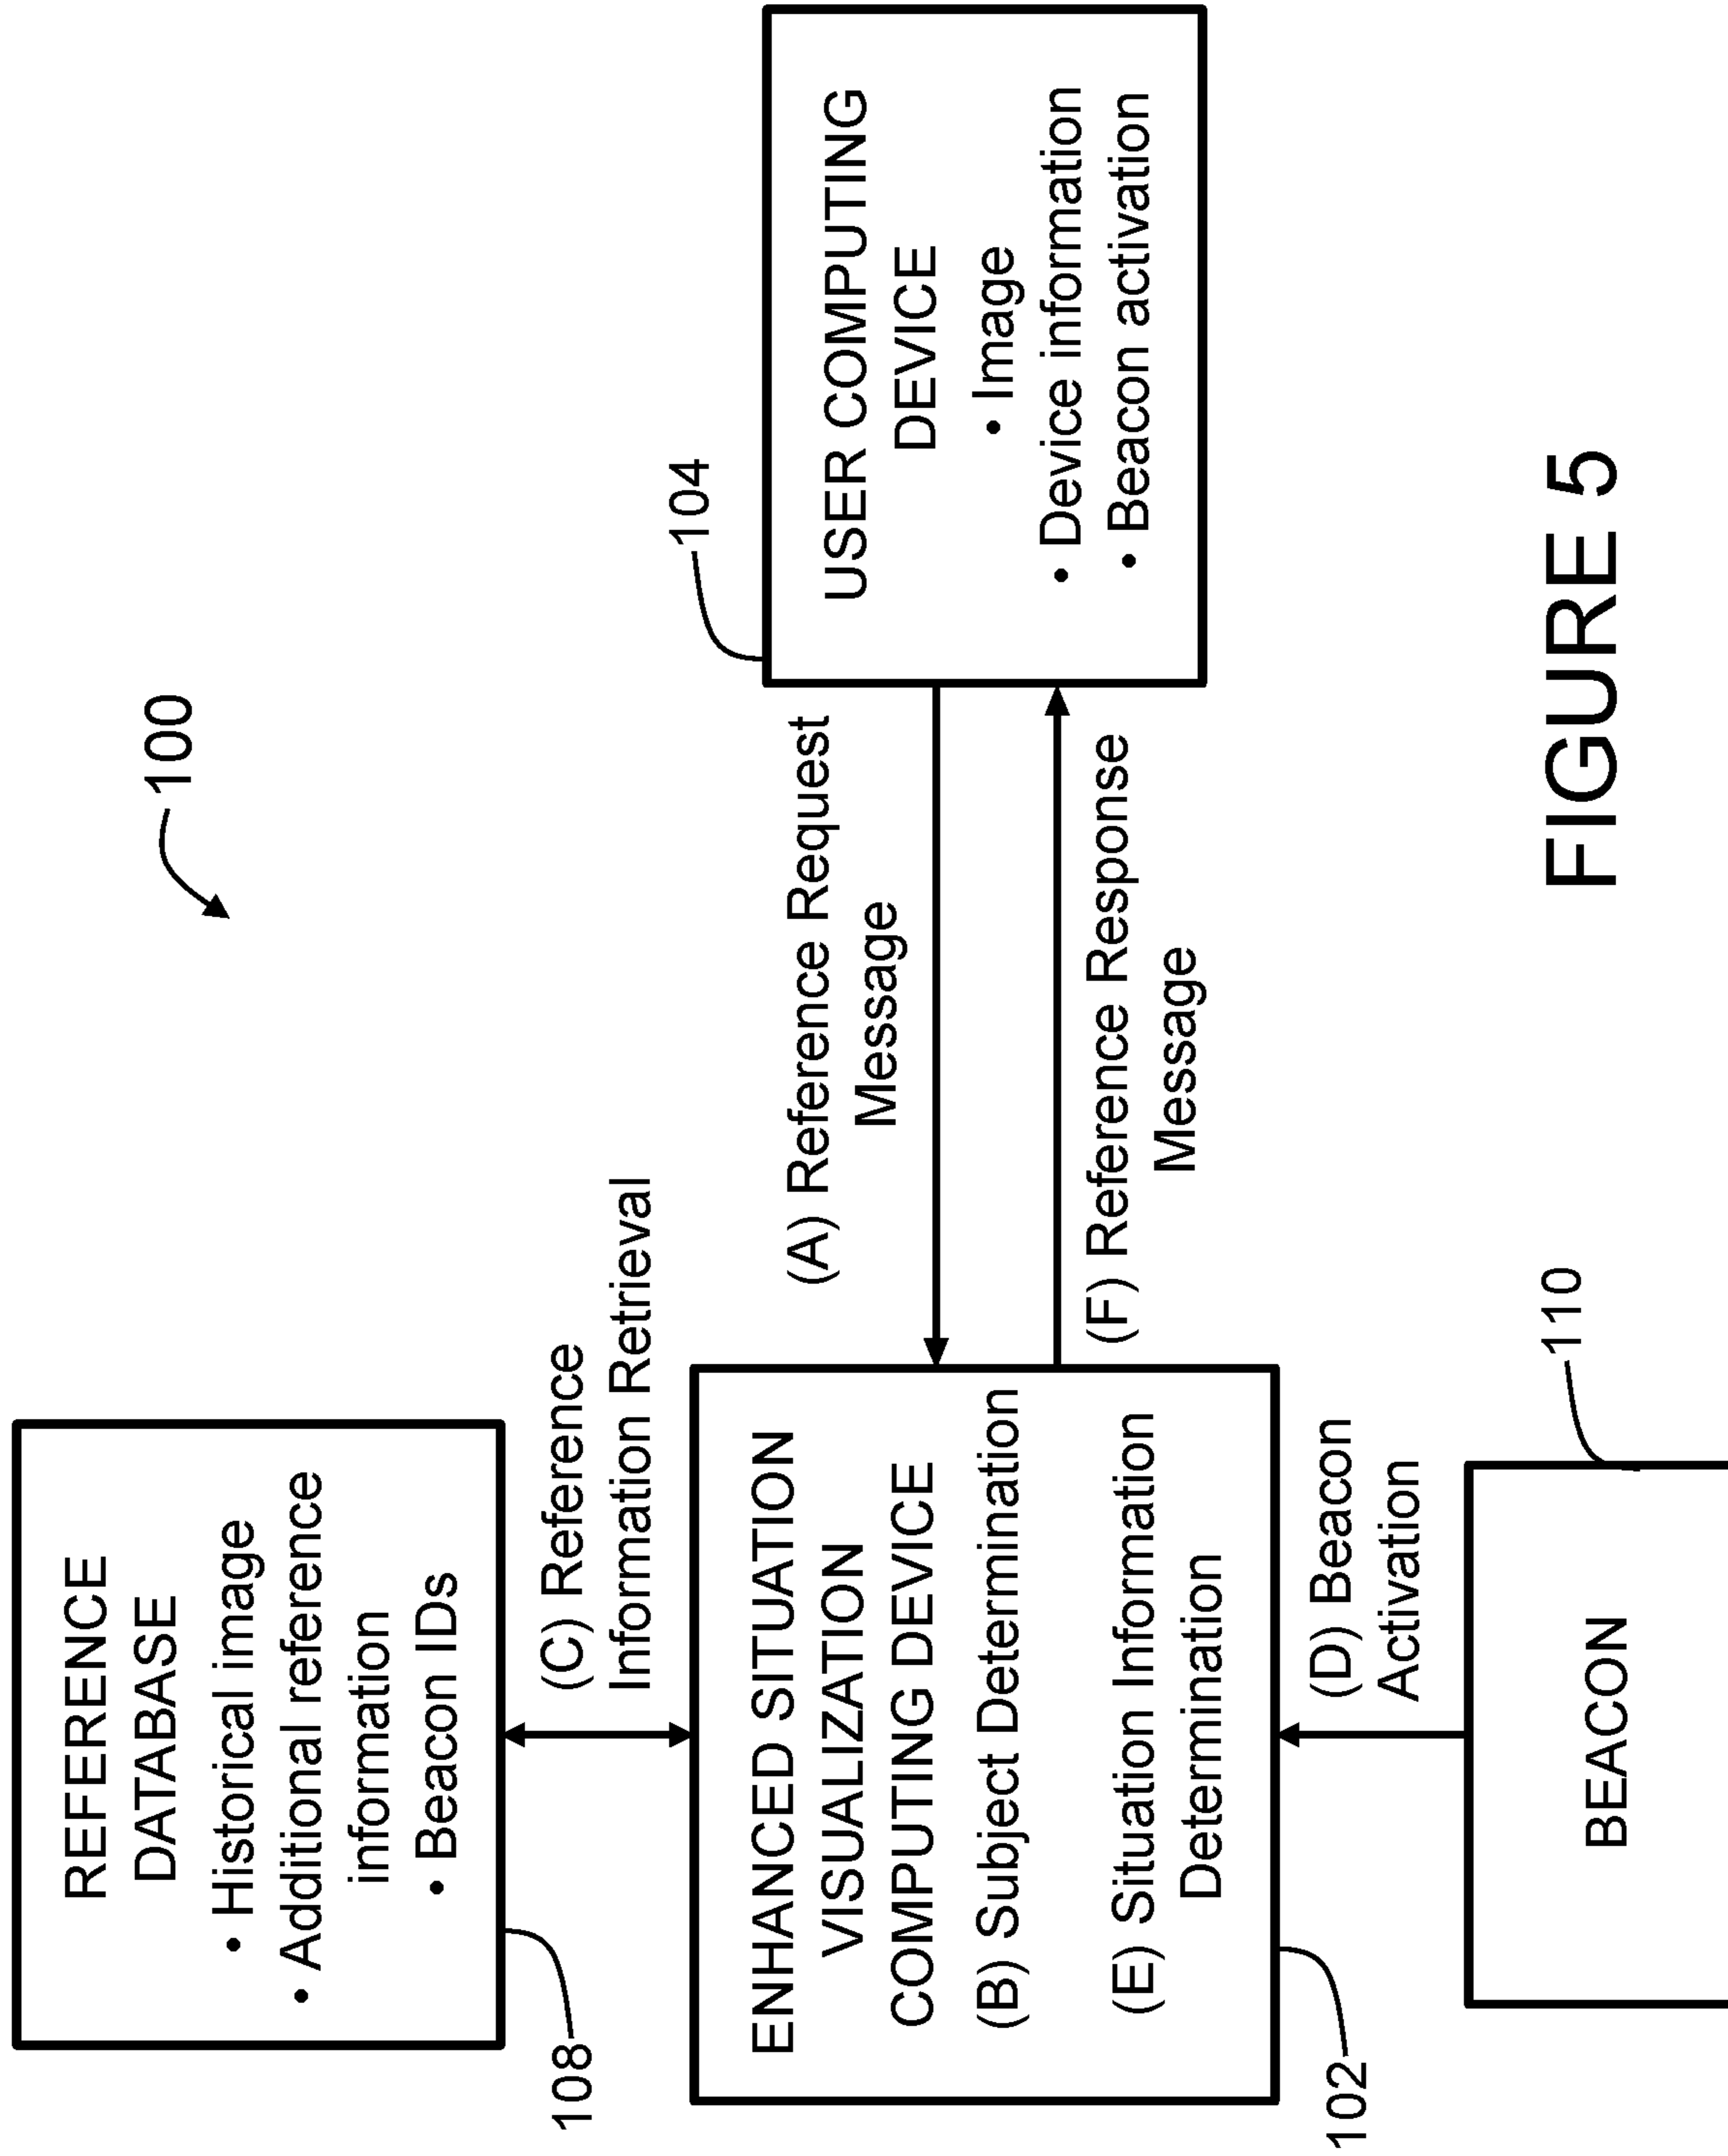 100
REFERENCE
DATABASE
• Historical image
• Additional reference
information
• Beacon IDs
108
(C) Reference
Information Retrieval
ENHANCED SITUATION
VISUALIZATION
COMPUTING DEVICE
(B) Subject Determination
(E) Situation Information
Determination
102
(A) Reference Request
Message
(F) Reference Response
Message
104
USER COMPUTING
DEVICE
• Image
• Device information
• Beacon activation
(D) Beacon
Activation
110
BEACON
FIGURE 5